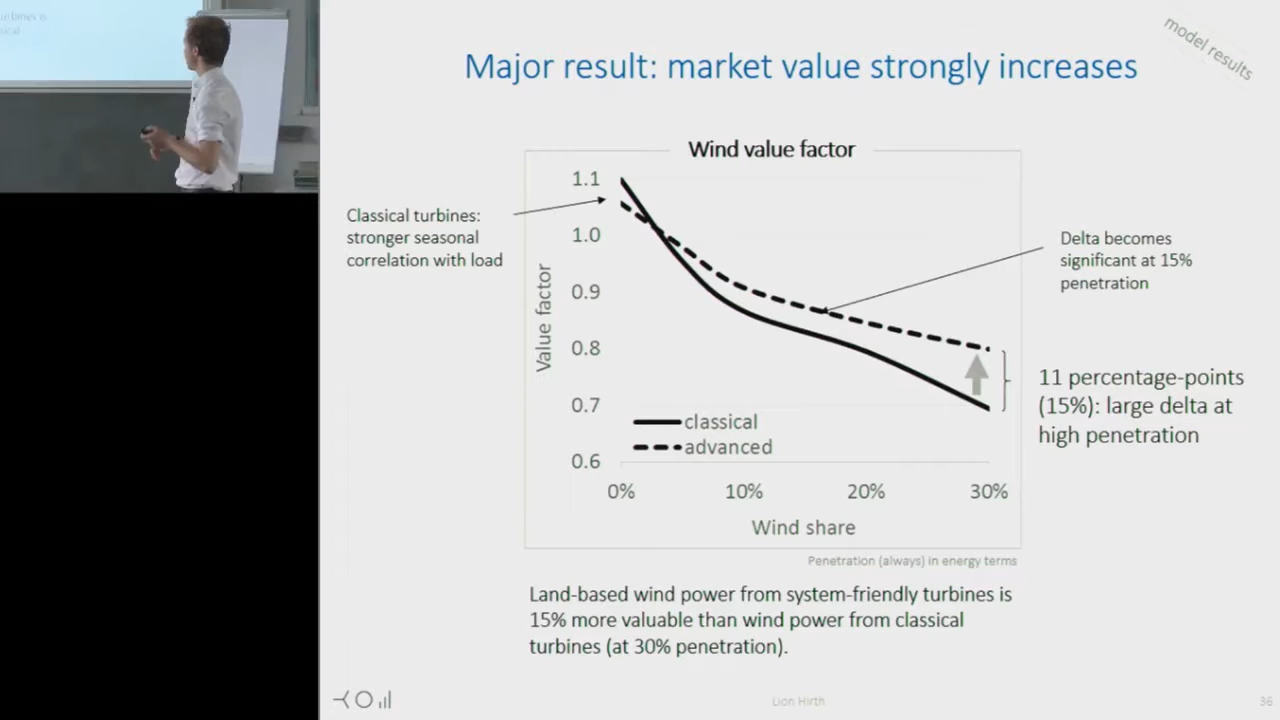 urbines is
sical
model results
Major result: market value strongly increases
Wind value factor
Classical turbines:
stronger seasonal
correlation with load
Delta becomes
significant at 15%
penetration
11 percentage-points
(15%): large delta at
high penetration
Value factor
1.1
1.0
0.9
0.8
0.7
0.6
classical
advanced
0% 10% 20% 30%
Wind share
Penetration (always) in energy terms
Land-based wind power from system-friendly turbines is
15% more valuable than wind power from classical
turbines (at 30% penetration).
Lion Hirth
36